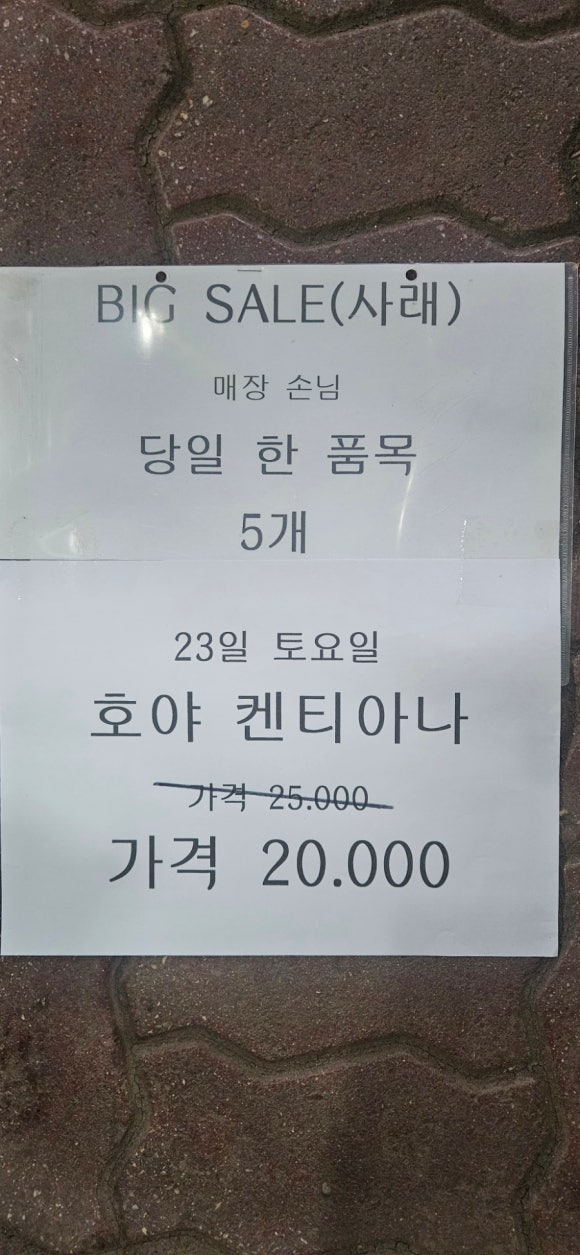 BIG SALE(사래)
매장 손님
당일 한 품목
5개
23일 토요일
호야 켄티아나
가격 25.000
가격 20.000